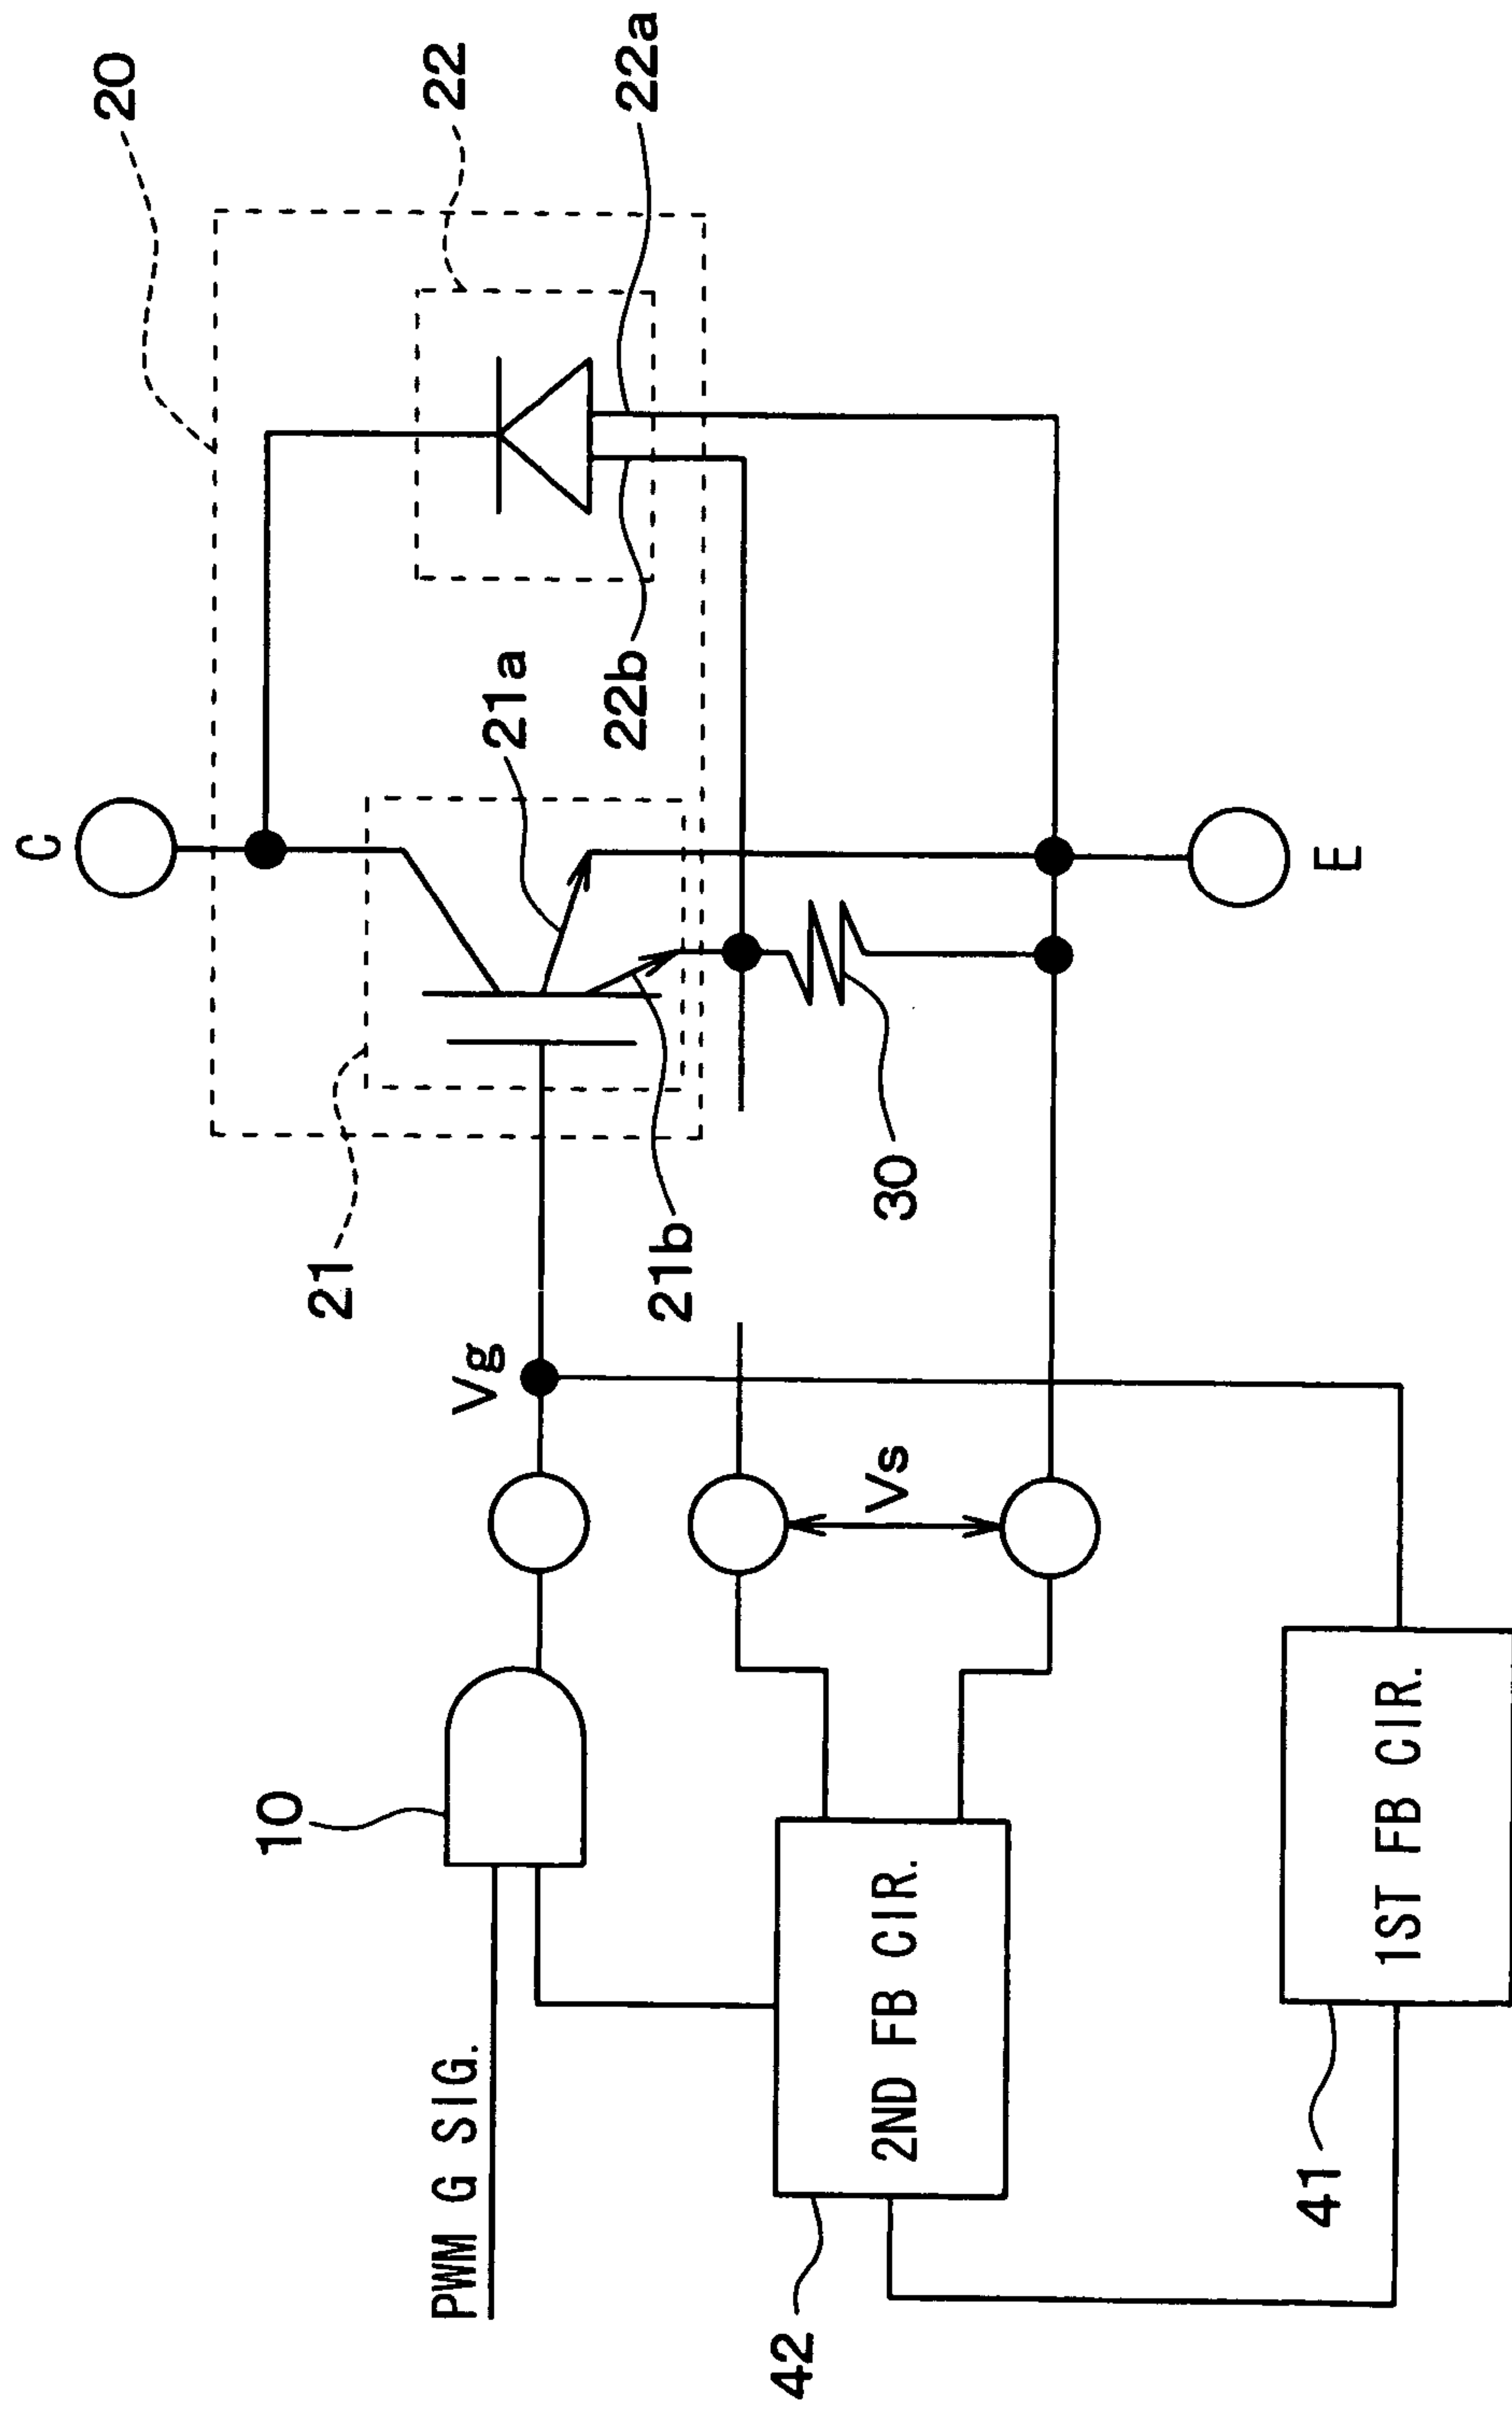 20
C
22
22a
21
21a
22b
21b
30
E
Vg
Vs
10
PWM G SIG.
2ND FB CIR.
42
1ST FB CIR.
41